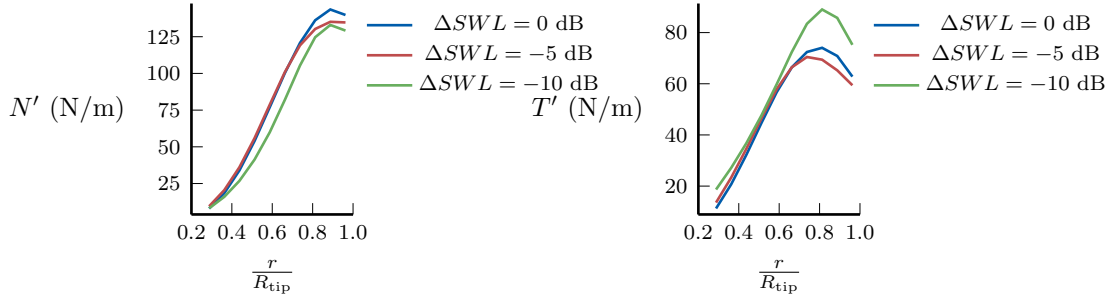 N′ (N/m)
125
100
75
50
25
0.2 0.4 0.6 0.8 1.0
r
R_tip
ΔSWL = 0 dB
ΔSWL = −5 dB
ΔSWL = −10 dB
T′ (N/m)
80
60
40
20
0.2 0.4 0.6 0.8 1.0
r
R_tip
ΔSWL = 0 dB
ΔSWL = −5 dB
ΔSWL = −10 dB